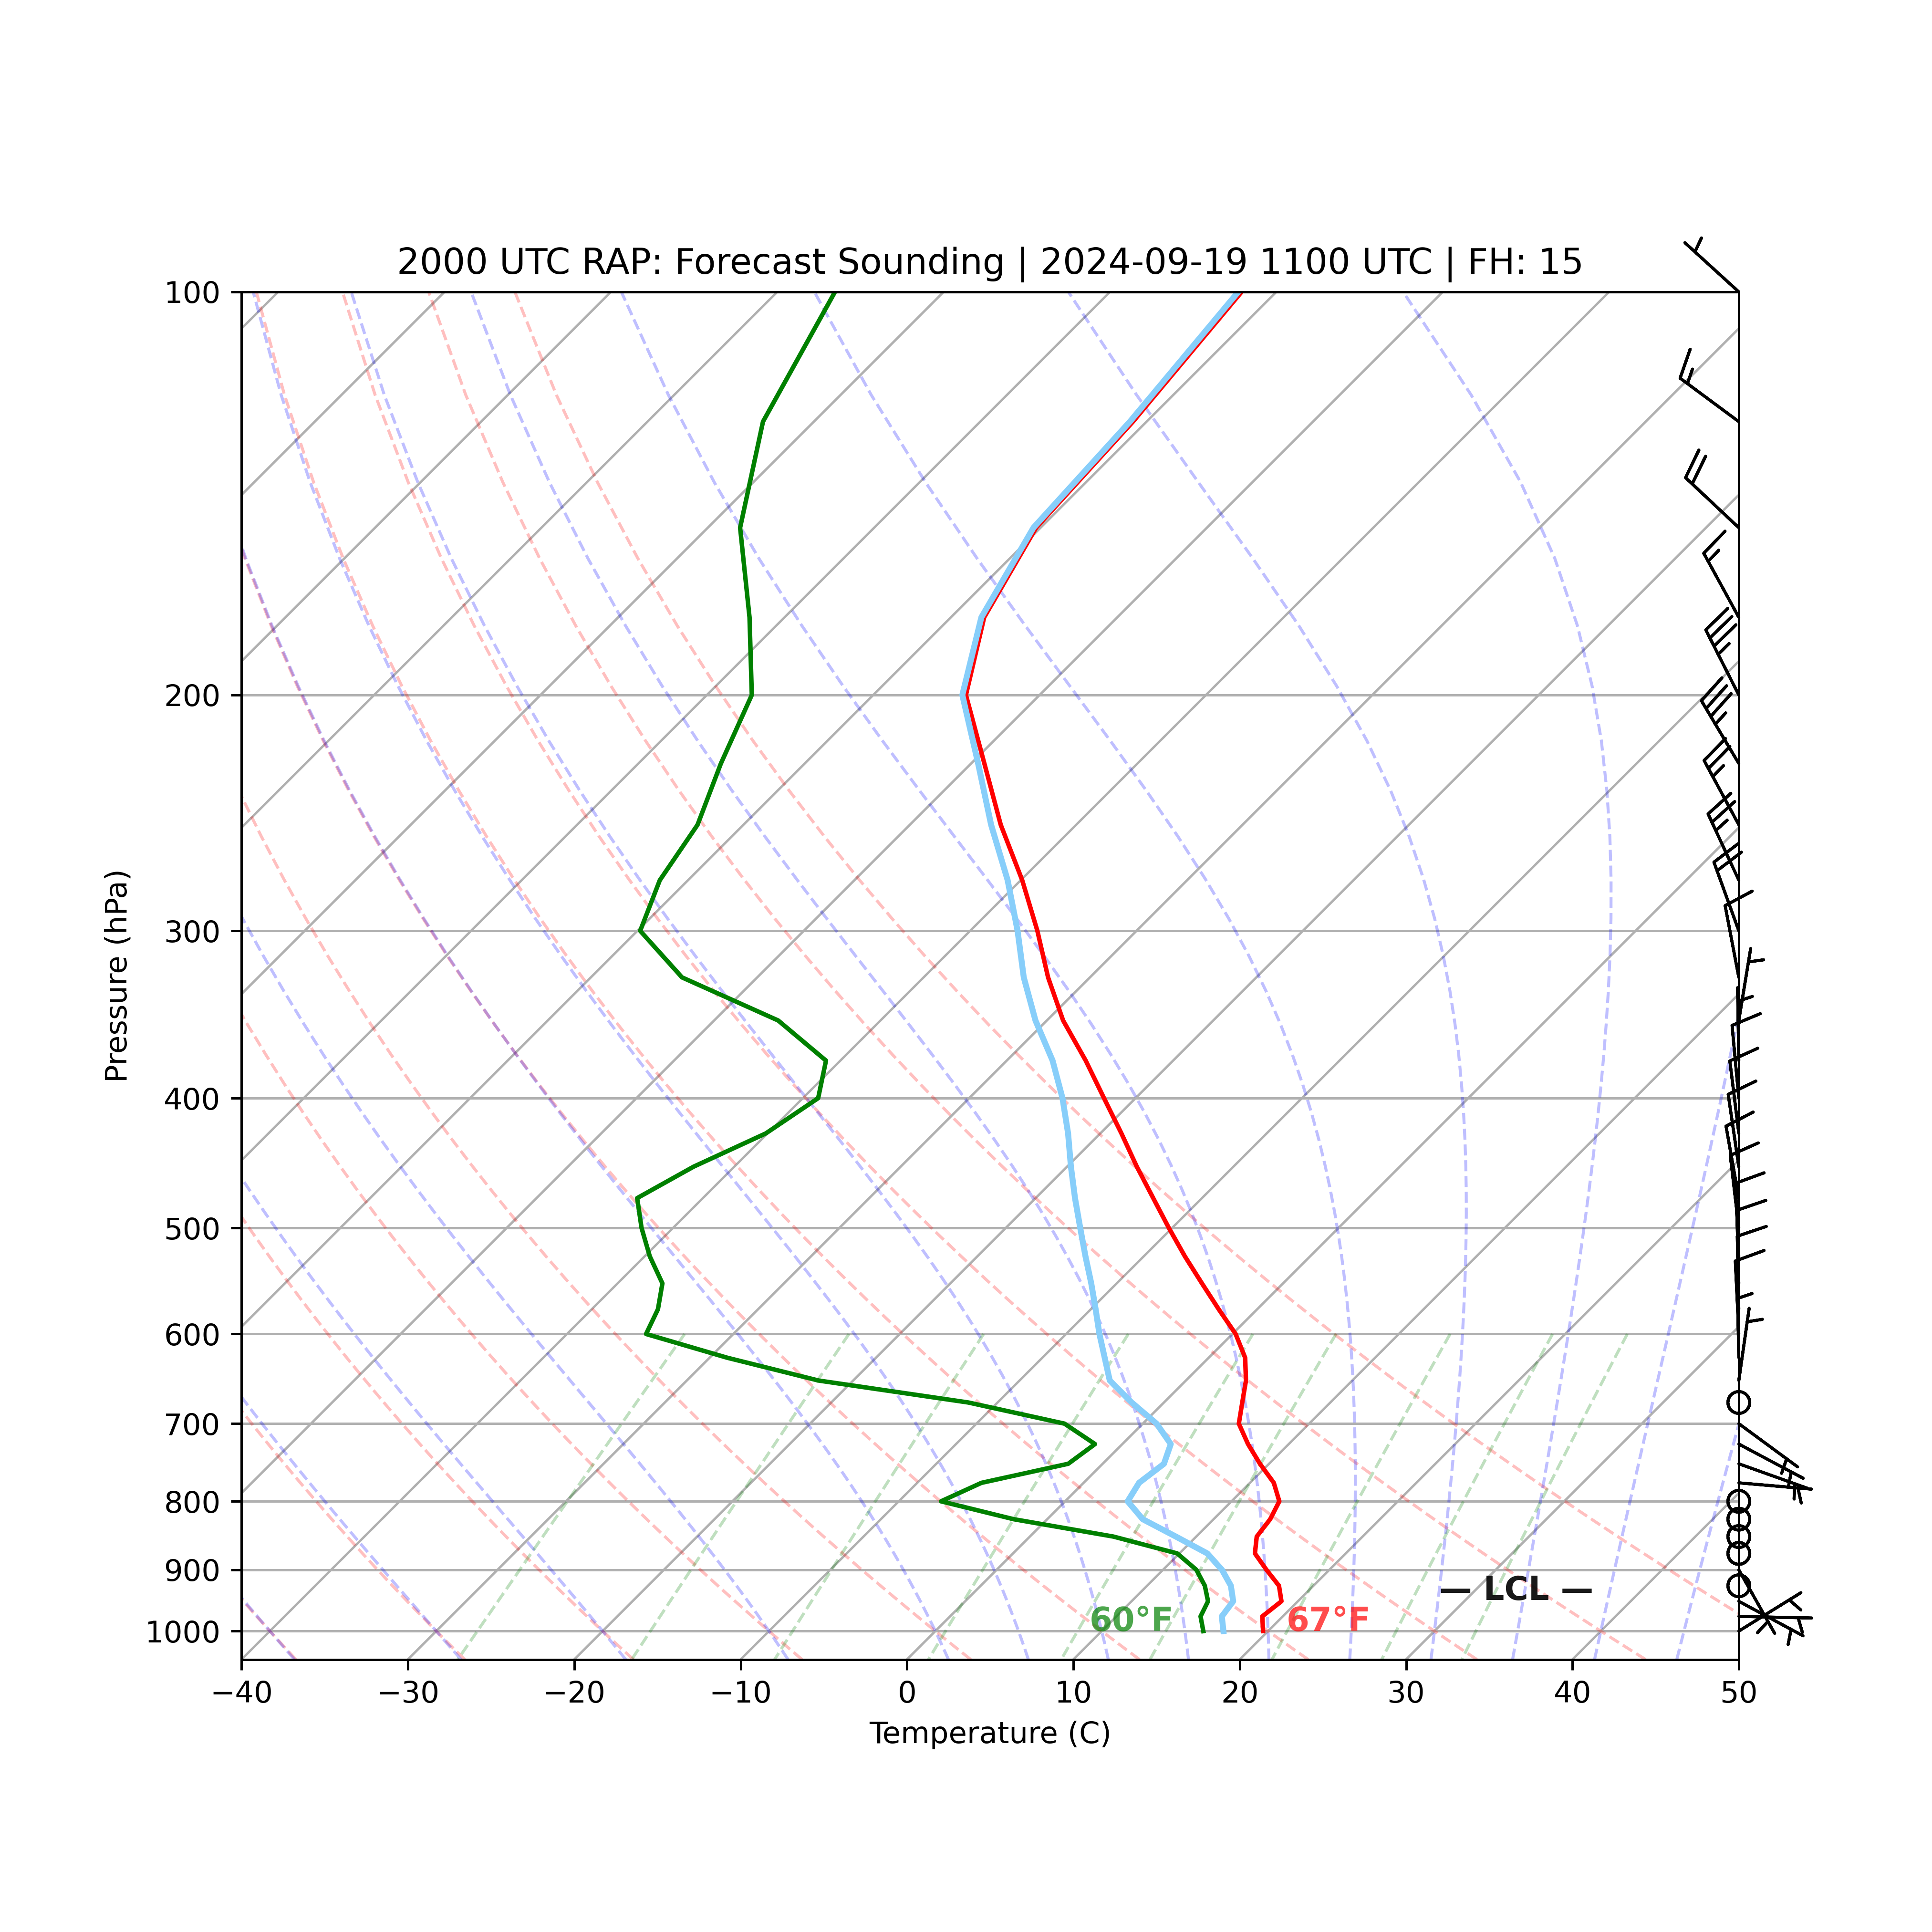 2000 UTC RAP: Forecast Sounding | 2024-09-19 1100 UTC | FH: 15
100
200
300
400
500
600
700
800
900
1000
Pressure (hPa)
— LCL —
60°F 67°F
−40 −30 −20 −10 0 10 20 30 40 50
Temperature (C)